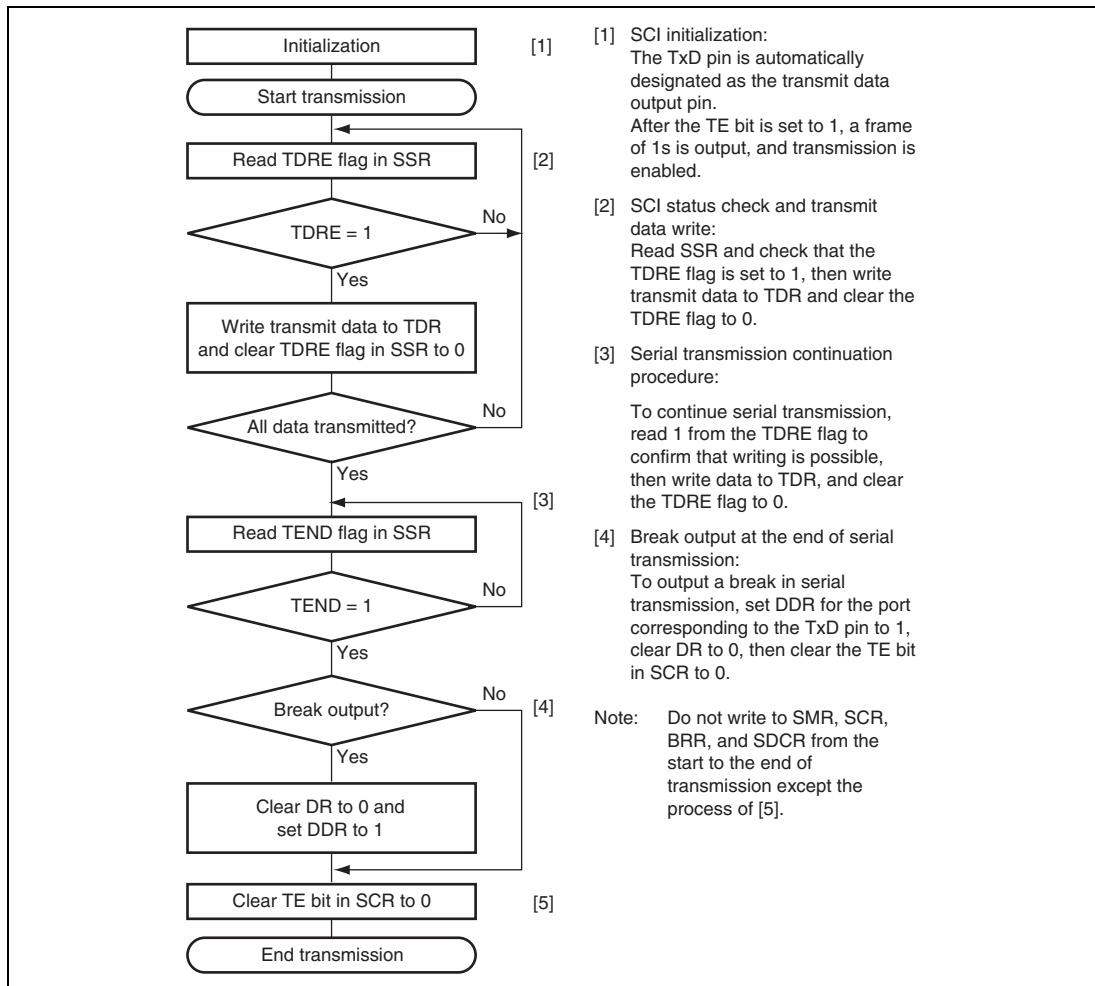 Initialization
[1]
Start transmission
Read TDRE flag in SSR
[2]
No
TDRE = 1
Yes
Write transmit data to TDR
and clear TDRE flag in SSR to 0
No
All data transmitted?
Yes
[3]
Read TEND flag in SSR
No
TEND = 1
Yes
No
[4]
Break output?
Yes
Clear DR to 0 and
set DDR to 1
Clear TE bit in SCR to 0
[5]
End transmission
[1] SCI initialization:
The TxD pin is automatically
designated as the transmit data
output pin.
After the TE bit is set to 1, a frame
of 1s is output, and transmission is
enabled.
[2] SCI status check and transmit
data write:
Read SSR and check that the
TDRE flag is set to 1, then write
transmit data to TDR and clear the
TDRE flag to 0.
[3] Serial transmission continuation
procedure:
To continue serial transmission,
read 1 from the TDRE flag to
confirm that writing is possible,
then write data to TDR, and clear
the TDRE flag to 0.
[4] Break output at the end of serial
transmission:
To output a break in serial
transmission, set DDR for the port
corresponding to the TxD pin to 1,
clear DR to 0, then clear the TE bit
in SCR to 0.
Note: Do not write to SMR, SCR,
BRR, and SDCR from the
start to the end of
transmission except the
process of [5].